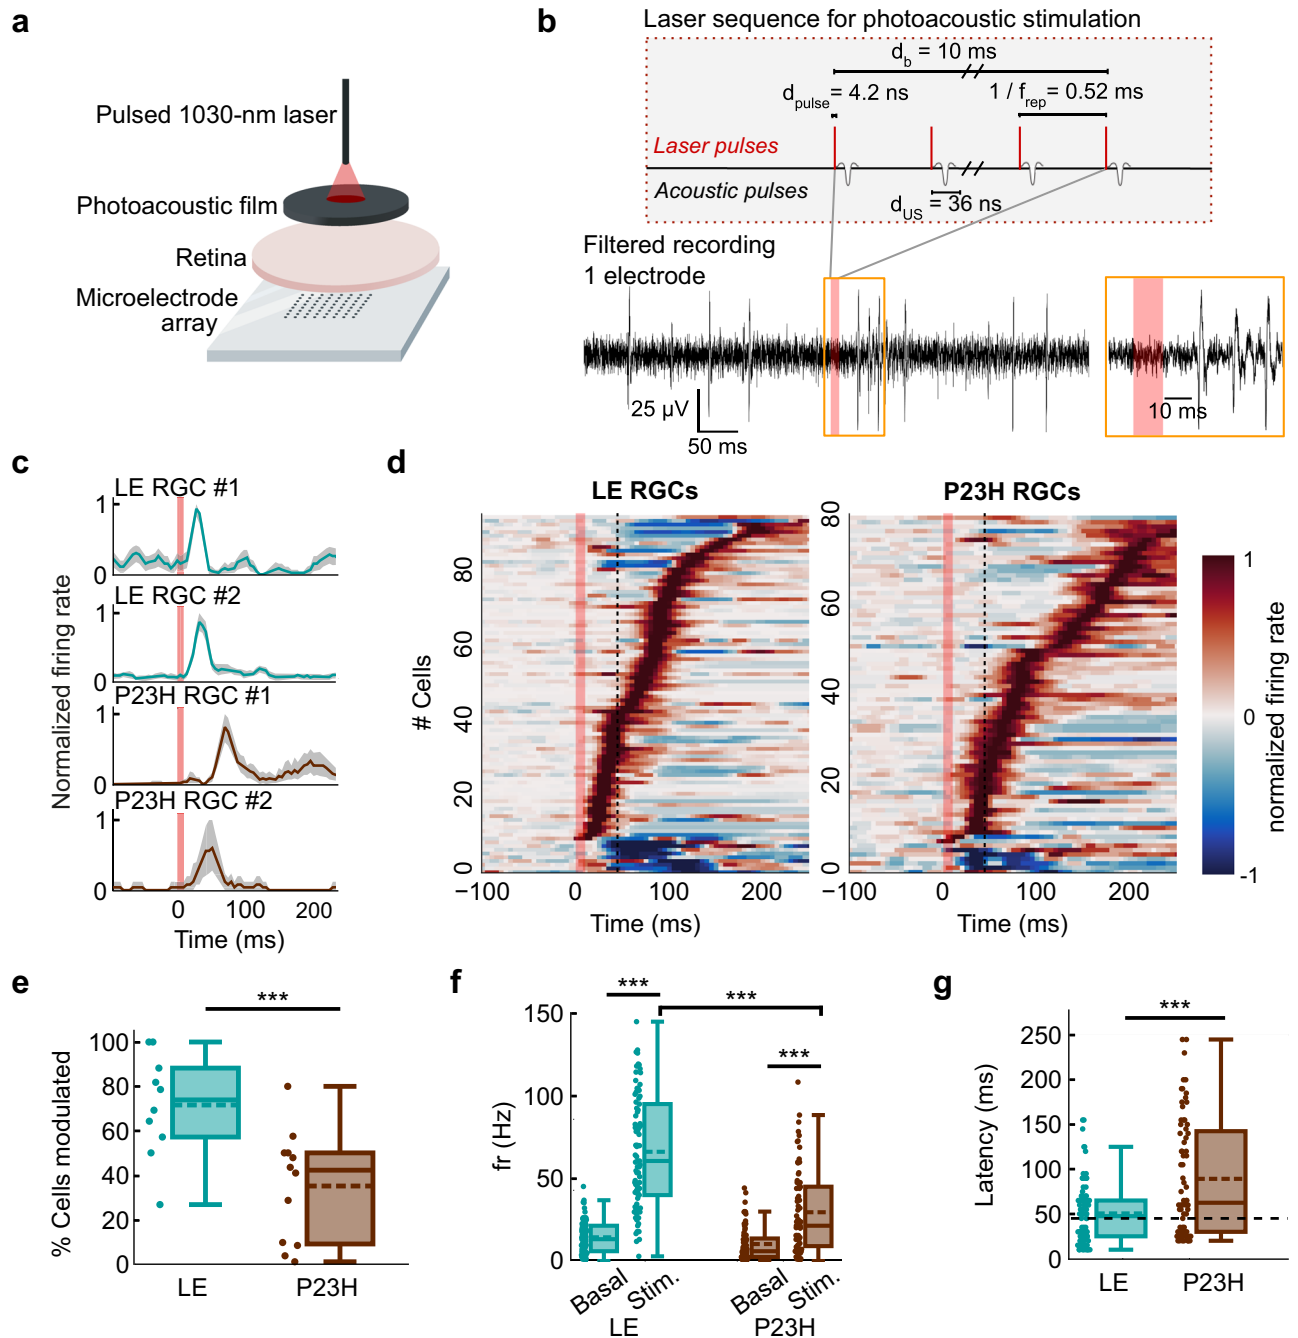 a
Pulsed 1030-nm laser
Photoacoustic film
Retina
Microelectrode
array
b
Laser sequence for photoacoustic stimulation
d_b = 10 ms
d_pulse = 4.2 ns
1 / f_rep = 0.52 ms
Laser pulses
Acoustic pulses
d_US = 36 ns
Filtered recording
1 electrode
25 µV
50 ms
10 ms
c
Normalized firing rate
LE RGC #1
1
0
LE RGC #2
1
0
P23H RGC #1
1
0
P23H RGC #2
1
0
0 100 200
Time (ms)
d
LE RGCs
# Cells
80
60
40
20
0
−100 0 100 200
Time (ms)
P23H RGCs
80
60
40
20
0
−100 0 100 200
Time (ms)
1
0
-1
normalized firing rate
e
***
% Cells modulated
100
80
60
40
20
0
LE P23H
f
*** *** ***
fr (Hz)
150
100
50
0
Basal Stim. Basal Stim.
LE P23H
g
***
Latency (ms)
250
200
150
100
50
0
LE P23H